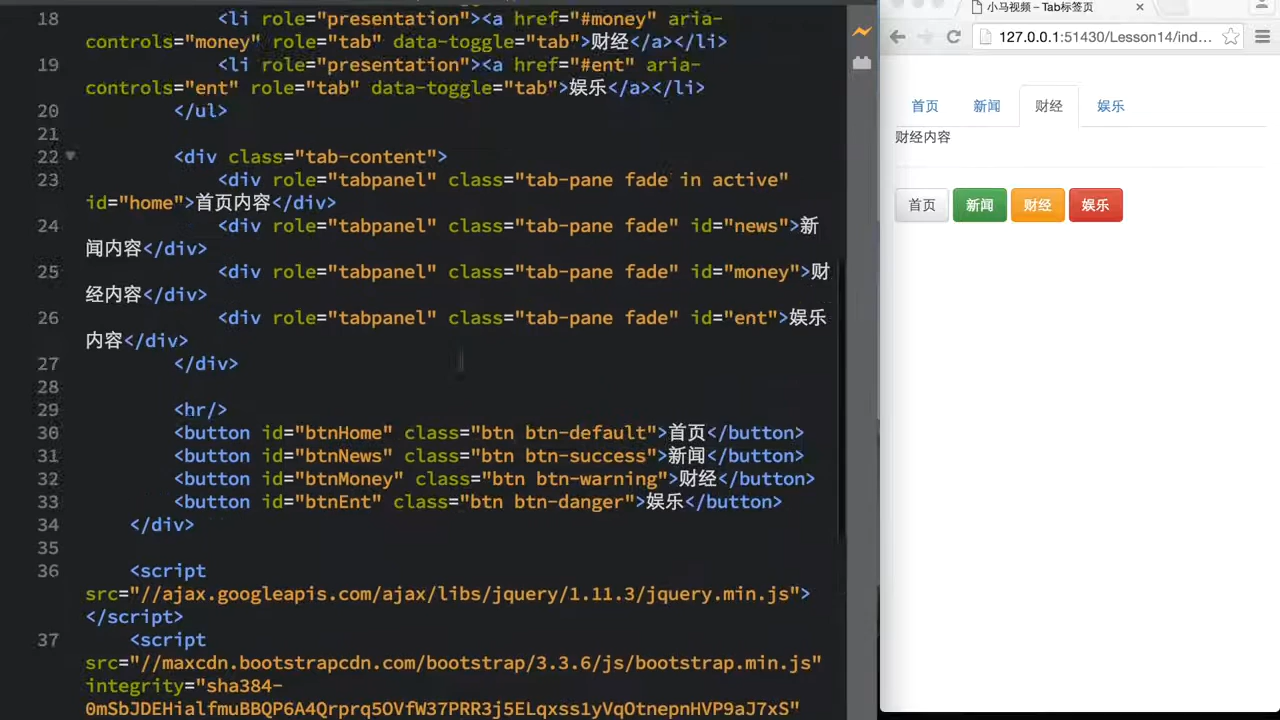 18 <li role="presentation"><a href="#money" aria-
controls="money" role="tab" data-toggle="tab">财经</a></li>
19 <li role="presentation"><a href="#ent" aria-
controls="ent" role="tab" data-toggle="tab">娱乐</a></li>
20 </ul>
21
22 <div class="tab-content">
23 <div role="tabpanel" class="tab-pane fade in active"
id="home">首页内容</div>
24 <div role="tabpanel" class="tab-pane fade" id="news">新
闻内容</div>
25 <div role="tabpanel" class="tab-pane fade" id="money">财
经内容</div>
26 <div role="tabpanel" class="tab-pane fade" id="ent">娱乐
内容</div>
27 </div>
28
29 <hr/>
30 <button id="btnHome" class="btn btn-default">首页</button>
31 <button id="btnNews" class="btn btn-success">新闻</button>
32 <button id="btnMoney" class="btn btn-warning">财经</button>
33 <button id="btnEnt" class="btn btn-danger">娱乐</button>
34 </div>
35
36 <script
src="//ajax.googleapis.com/ajax/libs/jquery/1.11.3/jquery.min.js">
</script>
37 <script
src="//maxcdn.bootstrapcdn.com/bootstrap/3.3.6/js/bootstrap.min.js"
integrity="sha384-
0mSbJDEHialfmuBBQP6A4Qrprq5OVfW37PRR3j5ELqxss1yVqOtnepnHVP9aJ7xS"
小马视频 – Tab标签页
127.0.0.1:51430/Lesson14/ind...
首页 新闻 财经 娱乐
财经内容
首页 新闻 财经 娱乐